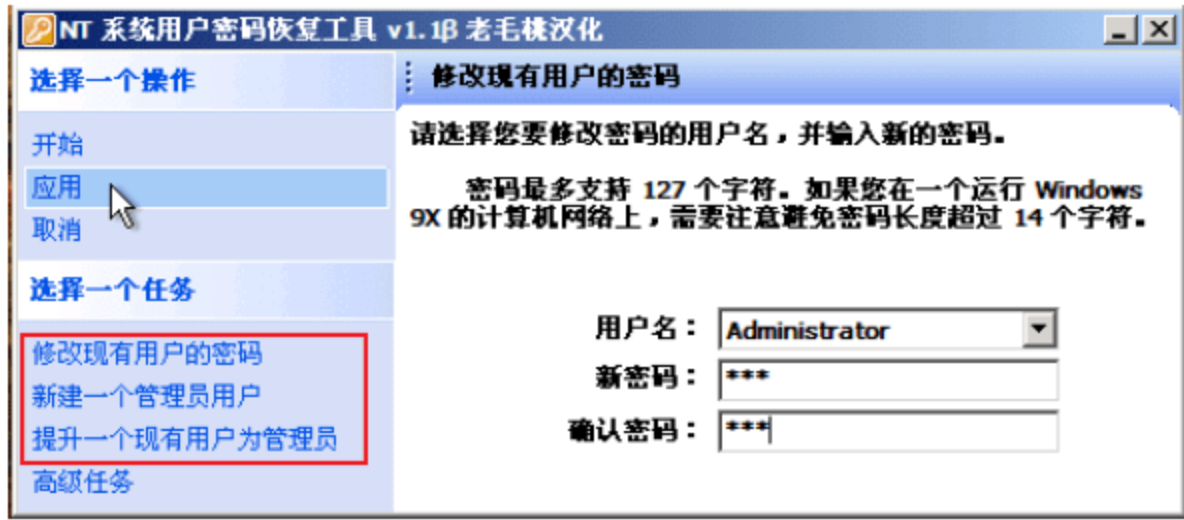 NT 系统用户密码恢复工具 v1.1β 老毛桃汉化
选择一个操作
开始
应用
取消
选择一个任务
修改现有用户的密码
新建一个管理员用户
提升一个现有用户为管理员
高级任务
修改现有用户的密码
请选择您要修改密码的用户名，并输入新的密码。
密码最多支持 127 个字符。如果您在一个运行 Windows
9X 的计算机网络上，需要注意避免密码长度超过 14 个字符。
用户名： Administrator
新密码： ***
确认密码： ***